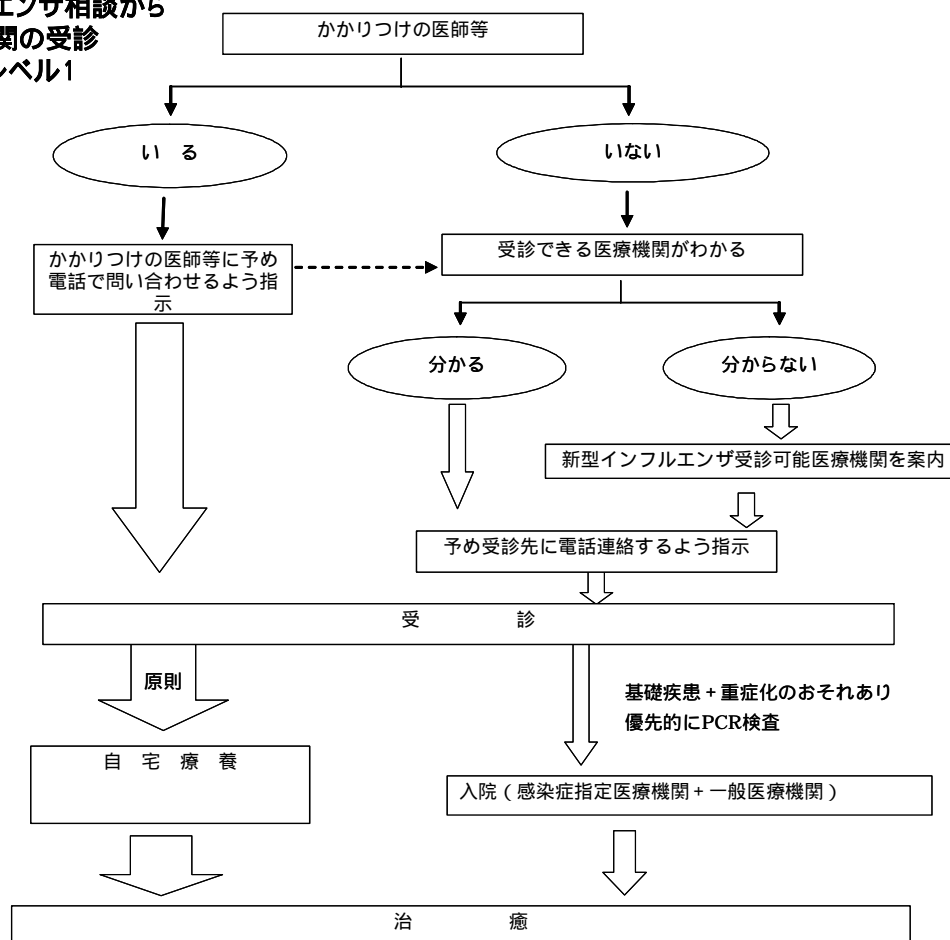 エンザ相談から
関の受診
レベル1
かかりつけの医師等
い る
いない
かかりつけの医師等に予め
電話で問い合わせるよう指
示
受診できる医療機関がわかる
分かる
分からない
新型インフルエンザ受診可能医療機関を案内
予め受診先に電話連絡するよう指示
受 診
原則
基礎疾患+重症化のおそれあり
優先的にPCR検査
自 宅 療 養
入院(感染症指定医療機関+一般医療機関)
治 癒